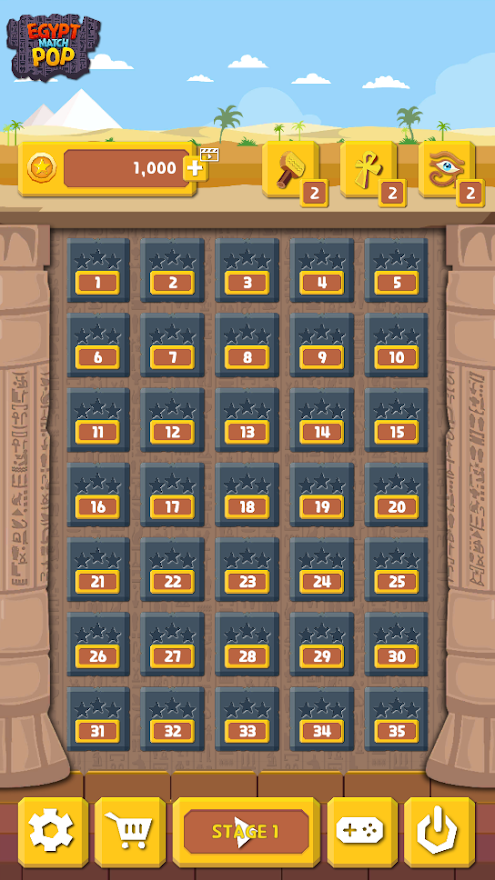 EGYPT
MATCH
POP
1,000
2
2
2
1 2 3 4 5
6 7 8 9 10
11 12 13 14 15
16 17 18 19 20
21 22 23 24 25
26 27 28 29 30
31 32 33 34 35
STAGE 1